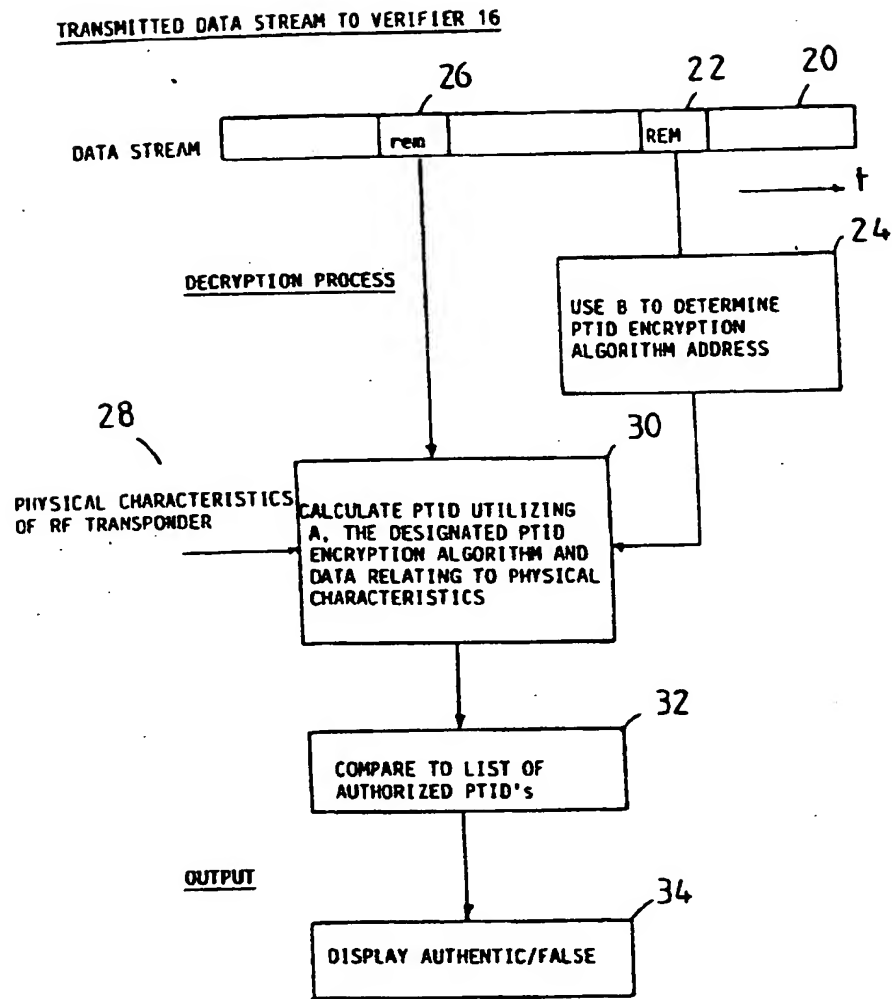 TRANSMITTED DATA STREAM TO VERIFIER 16
26
22
20
DATA STREAM
rem
REM
t
24
DECRYPTION PROCESS
USE B TO DETERMINE
PTID ENCRYPTION
ALGORITHM ADDRESS
28
30
PHYSICAL CHARACTERISTICS
OF RF TRANSPONDER
CALCULATE PTID UTILIZING
A, THE DESIGNATED PTID
ENCRYPTION ALGORITHM AND
DATA RELATING TO PHYSICAL
CHARACTERISTICS
32
COMPARE TO LIST OF
AUTHORIZED PTID's
OUTPUT
34
DISPLAY AUTHENTIC/FALSE